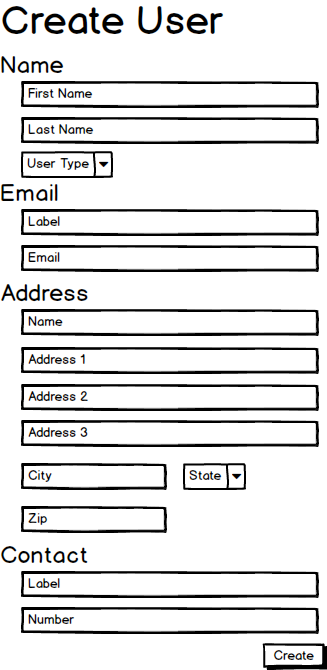 Create User
Name
First Name
Last Name
User Type
Email
Label
Email
Address
Name
Address 1
Address 2
Address 3
City State
Zip
Contact
Label
Number
Create